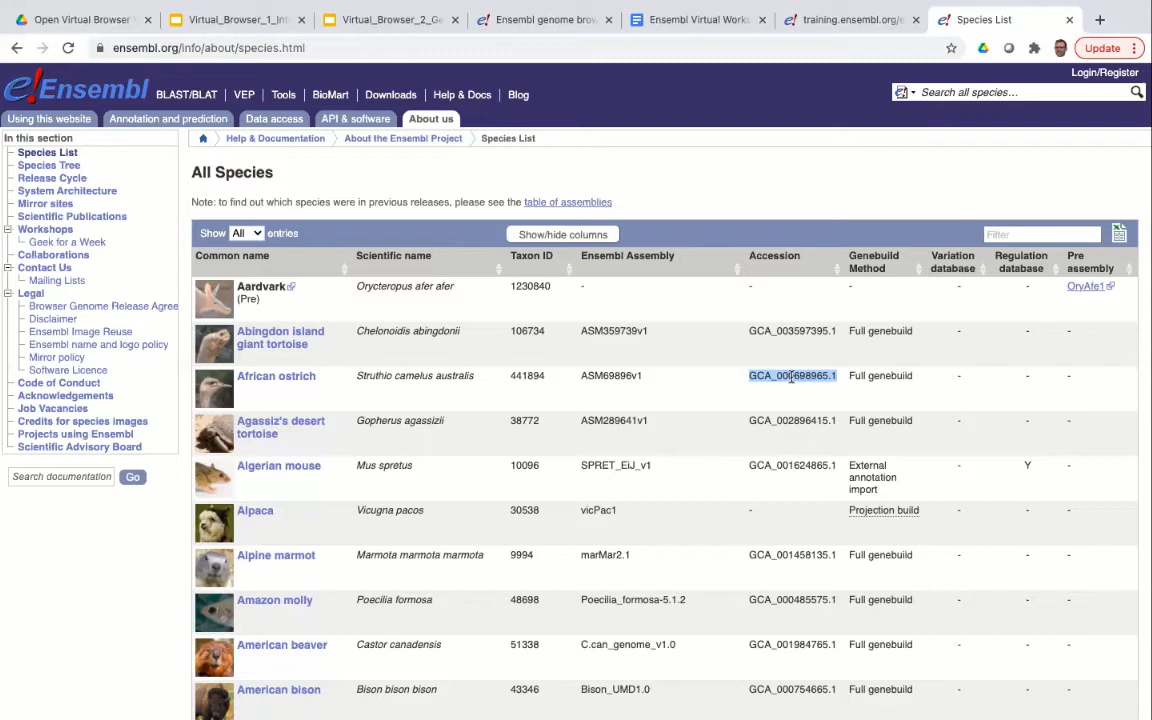 Open Virtual Browser
Virtual_Browser_1_Int
Virtual_Browser_2_Ge
Ensembl genome brow
Ensembl Virtual Works
training.ensembl.org/e
Species List
ensembl.org/info/about/species.html
Update
Login/Register
e!Ensembl
BLAST/BLAT VEP Tools BioMart Downloads Help & Docs Blog
Search all species…
Using this website Annotation and prediction Data access API & software About us
In this section
Species List
Species Tree
Release Cycle
System Architecture
Mirror sites
Scientific Publications
Workshops
Geek for a Week
Collaborations
Contact Us
Mailing Lists
Legal
Browser Genome Release Agree
Disclaimer
Ensembl Image Reuse
Ensembl name and logo policy
Mirror policy
Software Licence
Code of Conduct
Acknowledgements
Job Vacancies
Credits for species images
Projects using Ensembl
Scientific Advisory Board
Search documentation Go
Help & Documentation About the Ensembl Project Species List
All Species
Note: to find out which species were in previous releases, please see the table of assemblies
Show All entries Show/hide columns Filter
Common name Scientific name Taxon ID Ensembl Assembly Accession Genebuild Method Variation database Regulation database Pre assembly
Aardvark (Pre) Orycteropus afer afer 1230840 - - - - - OryAfe1
Abingdon island giant tortoise Chelonoidis abingdonii 106734 ASM359739v1 GCA_003597395.1 Full genebuild - - -
African ostrich Struthio camelus australis 441894 ASM69896v1 GCA_000698965.1 Full genebuild - - -
Agassiz's desert tortoise Gopherus agassizii 38772 ASM289641v1 GCA_002896415.1 Full genebuild - - -
Algerian mouse Mus spretus 10096 SPRET_EiJ_v1 GCA_001624865.1 External annotation import - Y -
Alpaca Vicugna pacos 30538 vicPac1 - Projection build - - -
Alpine marmot Marmota marmota marmota 9994 marMar2.1 GCA_001458135.1 Full genebuild - - -
Amazon molly Poecilia formosa 48698 Poecilia_formosa-5.1.2 GCA_000485575.1 Full genebuild - - -
American beaver Castor canadensis 51338 C.can_genome_v1.0 GCA_001984765.1 Full genebuild - - -
American bison Bison bison bison 43346 Bison_UMD1.0 GCA_000754665.1 Full genebuild - - -